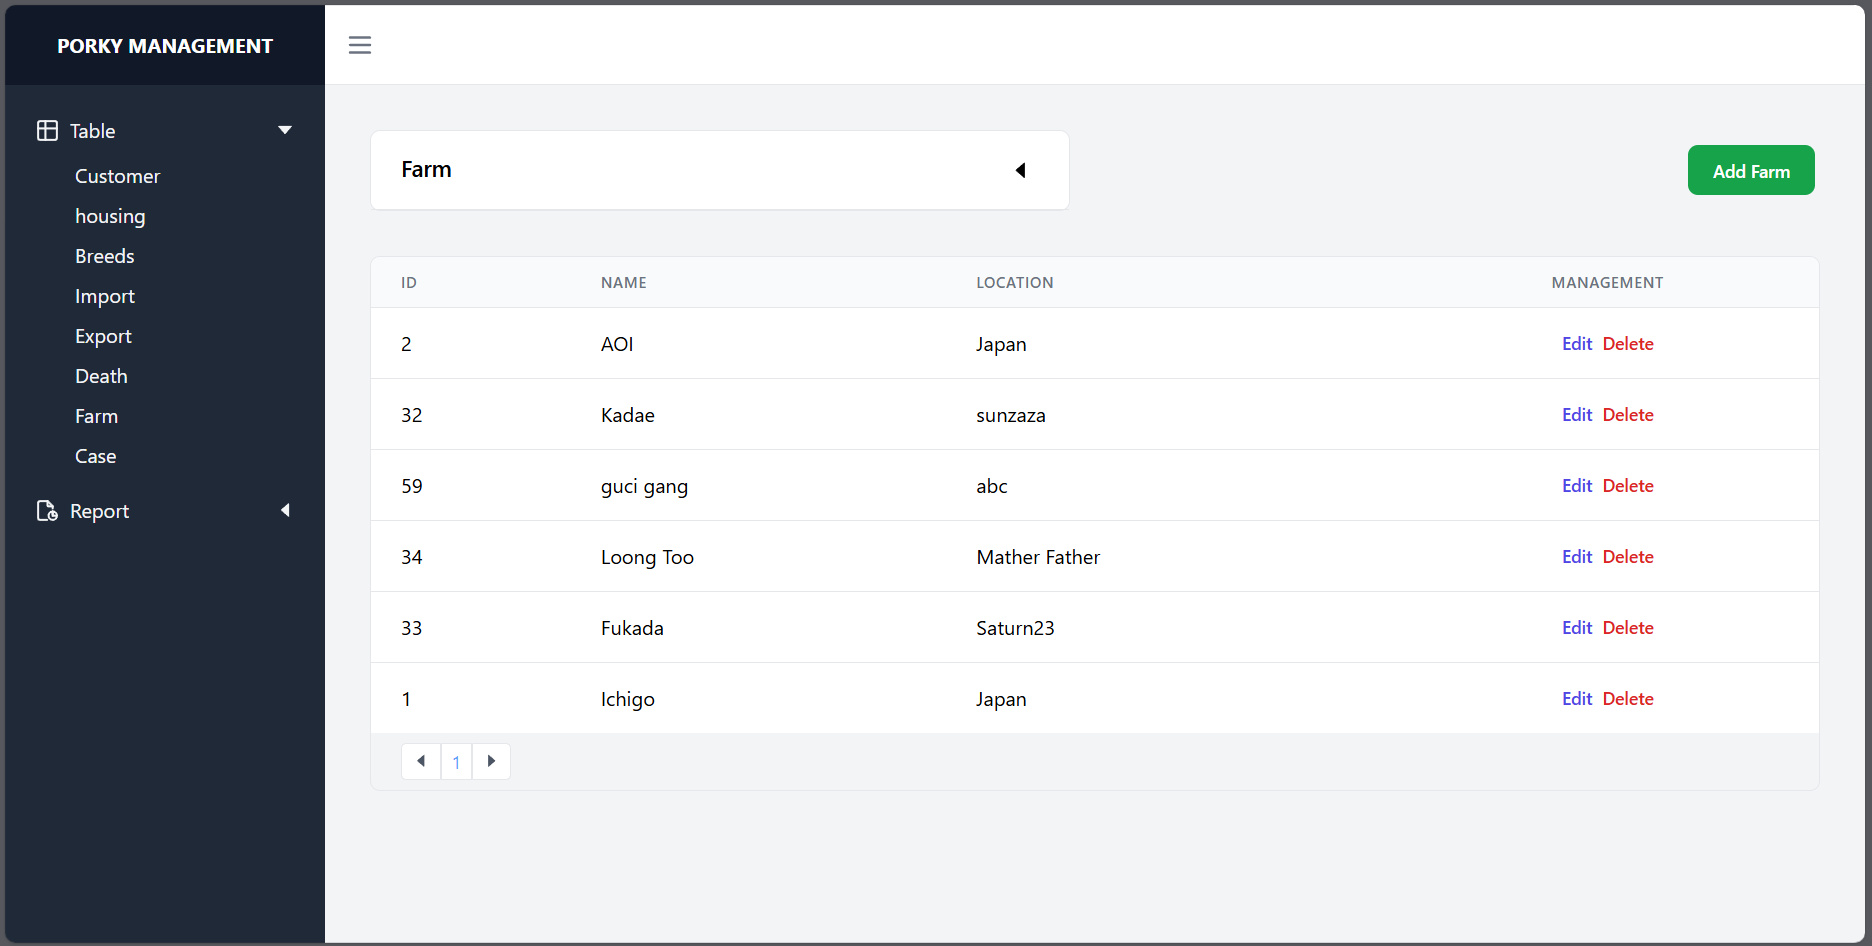 PORKY MANAGEMENT
Table
Customer
housing
Breeds
Import
Export
Death
Farm
Case
Report
Farm
Add Farm
ID NAME LOCATION MANAGEMENT
2 AOI Japan Edit Delete
32 Kadae sunzaza Edit Delete
59 guci gang abc Edit Delete
34 Loong Too Mather Father Edit Delete
33 Fukada Saturn23 Edit Delete
1 Ichigo Japan Edit Delete
1